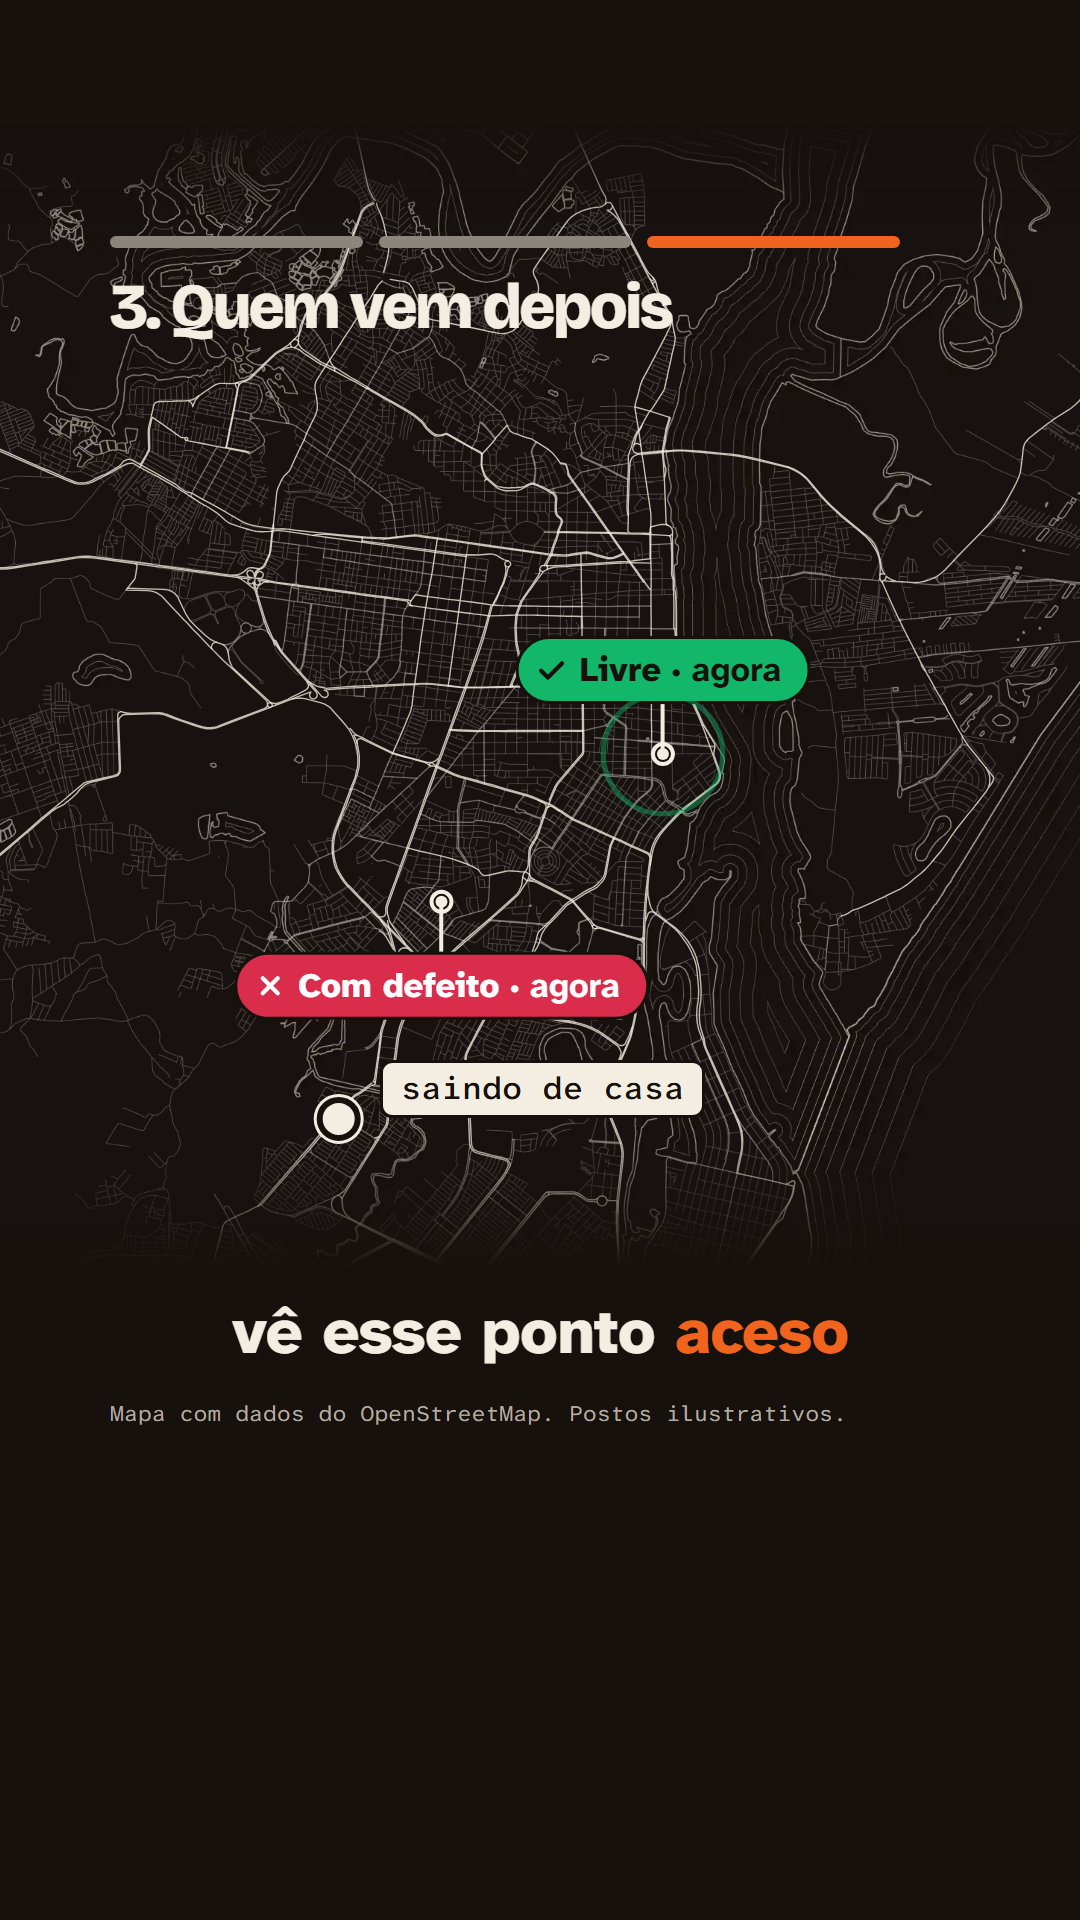 3. Quem vem depois
Livre • agora
Com defeito • agora
saindo de casa
vê esse ponto aceso
Mapa com dados do OpenStreetMap. Postos ilustrativos.